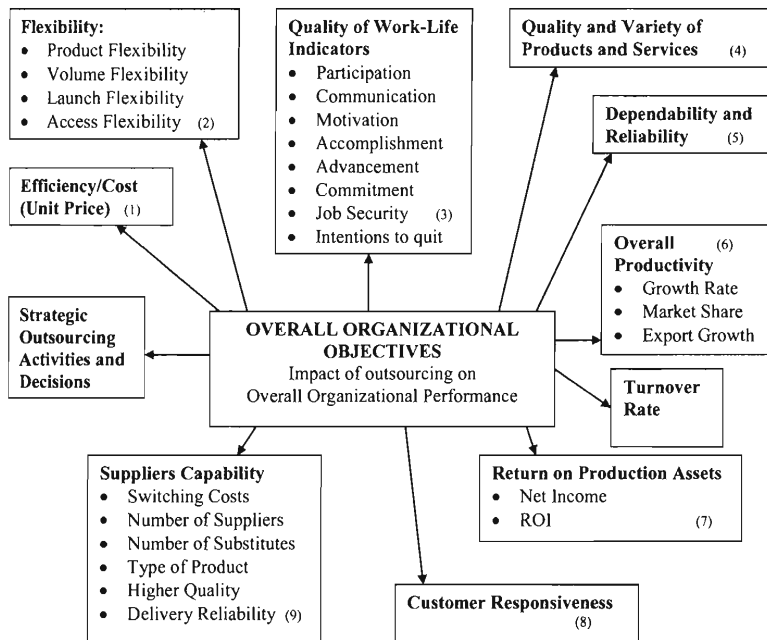 Flexibility:
• Product Flexibility
• Volume Flexibility
• Launch Flexibility
• Access Flexibility (2)
Quality of Work-Life
Indicators
• Participation
• Communication
• Motivation
• Accomplishment
• Advancement
• Commitment
• Job Security (3)
• Intentions to quit
Quality and Variety of
Products and Services (4)
Dependability and
Reliability (5)
Efficiency/Cost
(Unit Price) (1)
Overall (6)
Productivity
• Growth Rate
• Market Share
• Export Growth
Strategic
Outsourcing
Activities and
Decisions
OVERALL ORGANIZATIONAL
OBJECTIVES
Impact of outsourcing on
Overall Organizational Performance
Turnover
Rate
Suppliers Capability
• Switching Costs
• Number of Suppliers
• Number of Substitutes
• Type of Product
• Higher Quality
• Delivery Reliability (9)
Return on Production Assets
• Net Income
• ROI (7)
Customer Responsiveness
(8)